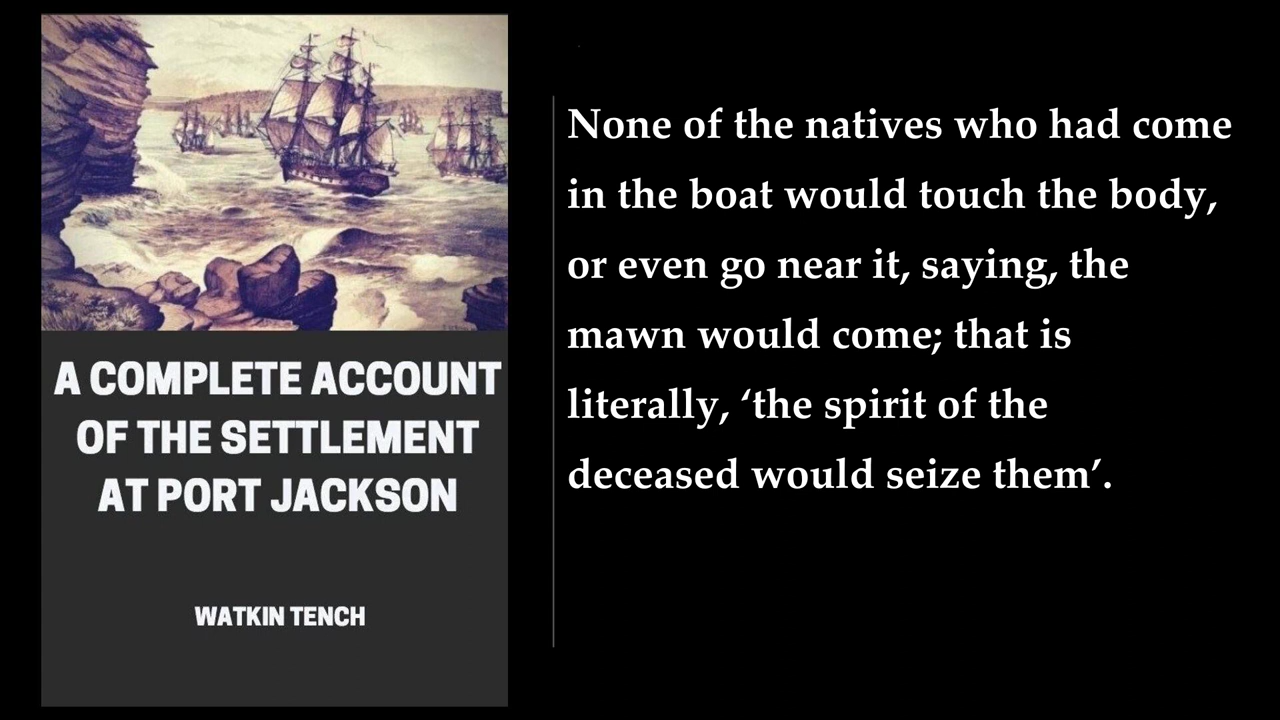 A COMPLETE ACCOUNT
OF THE SETTLEMENT
AT PORT JACKSON
WATKIN TENCH
None of the natives who had come
in the boat would touch the body,
or even go near it, saying, the
mawn would come; that is
literally, ‘the spirit of the
deceased would seize them’.